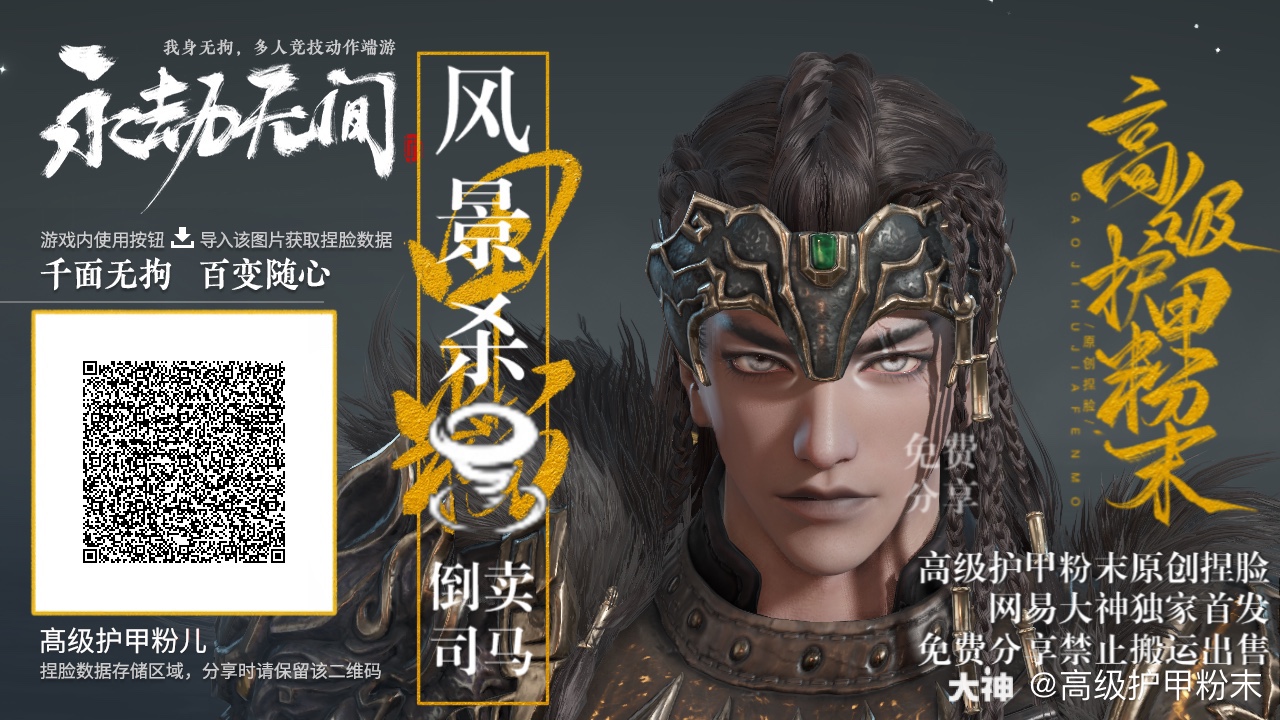 我身无拘，多人竞技动作端游
永劫无间
游戏内使用按钮 导入该图片获取捏脸数据
千面无拘 百变随心
高级护甲粉儿
捏脸数据存储区域，分享时请保留该二维码
风景杀
倒卖
司马
免费
分享
高级护甲粉末
GAOJIHUJIAFENMO
/原创捏脸/
高级护甲粉末原创捏脸
网易大神独家首发
免费分享禁止搬运出售
大神 @高级护甲粉末